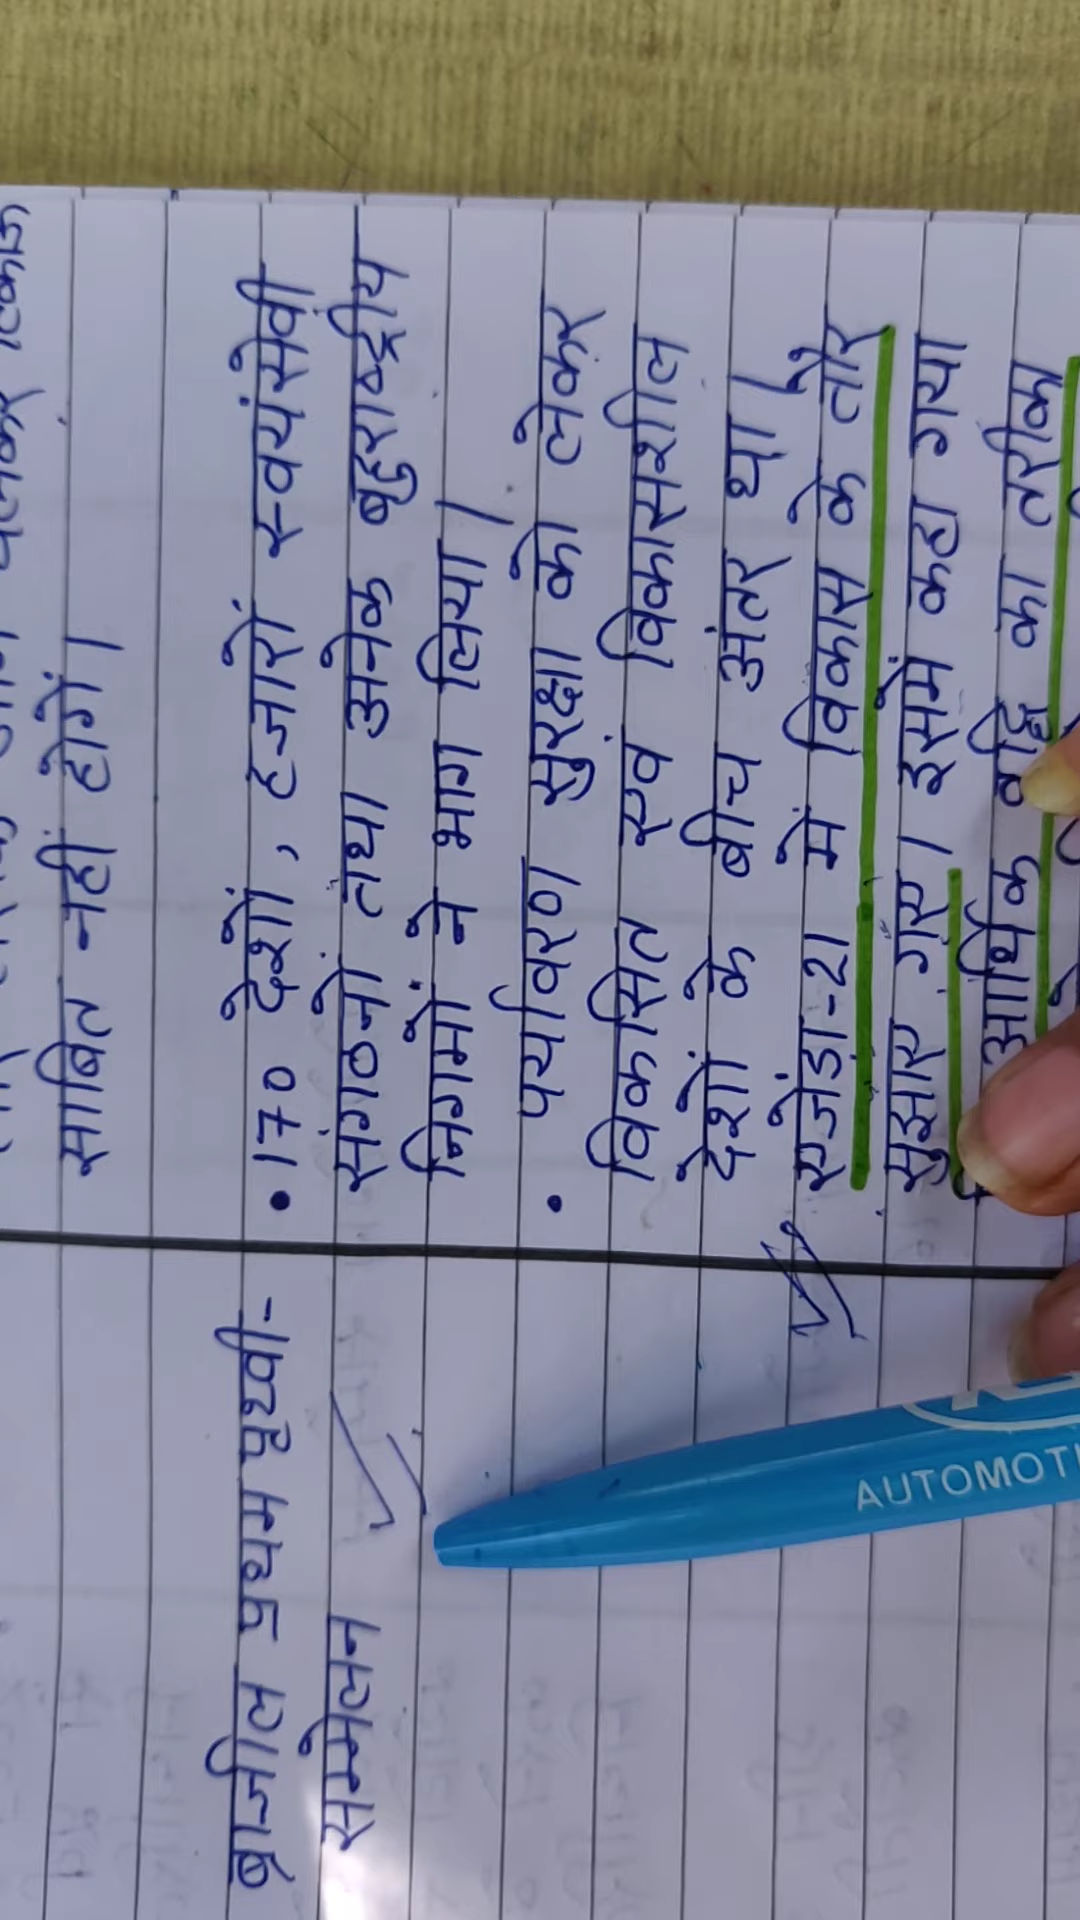 साबित नहीं होगें।
ब्राजील प्रथम पृथ्वी-
सम्मेलन
• 170 देशों, हजारों स्वयंसेवी
संगठनों तथा अनेक बहुराष्ट्रीय
निगमों ने भाग लिया।
• पर्यावरण सुरक्षा को लेकर
विकसित एवं विकासशील
देशों के बीच अंतर था।
एजेंडा-21 में विकास के तौर
सुझाए गए। इसमें कहा गया
आर्थिक वृद्धि का तरीका
AUTOMOTI